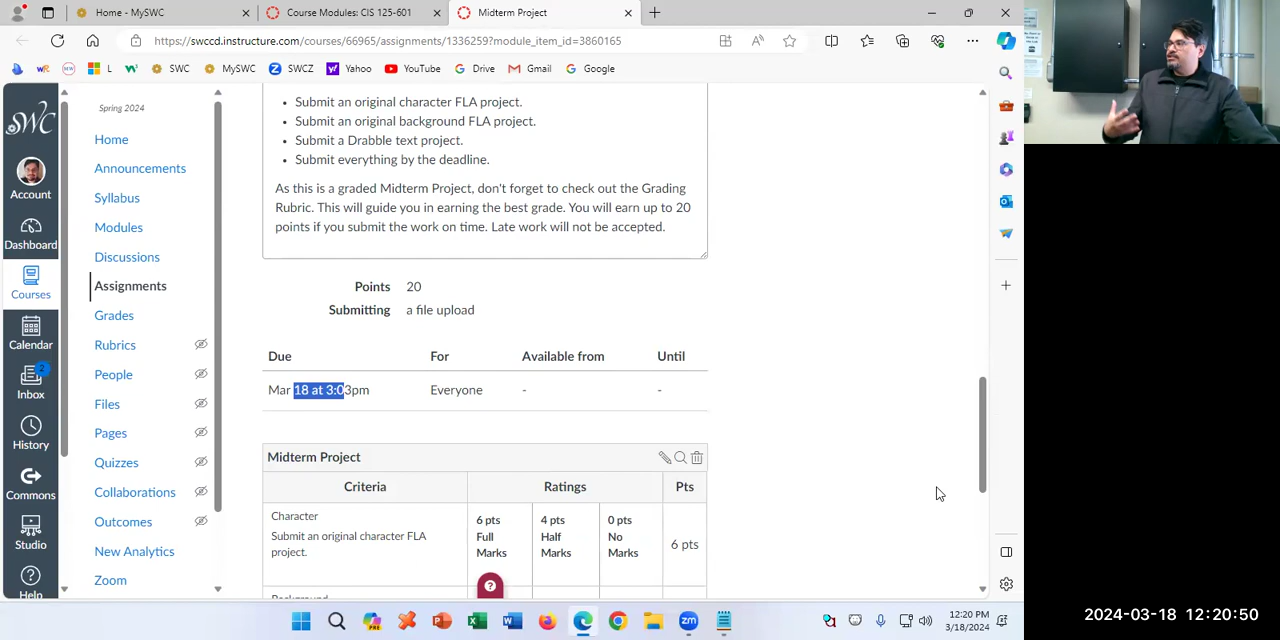 Home - MySWC
Course Modules: CIS 125-601
Midterm Project
https://swccd.instructure.com/courses/66965/assignments/1336293?module_item_id=3860165
L
SWC
MySWC
SWCZ
Yahoo
YouTube
Drive
Gmail
Google
SWC
Account
Dashboard
Courses
Calendar
2
Inbox
History
Commons
Studio
Help
Spring 2024
Home
Announcements
Syllabus
Modules
Discussions
Assignments
Grades
Rubrics
People
Files
Pages
Quizzes
Collaborations
Outcomes
New Analytics
Zoom
Submit an original character FLA project.
Submit an original background FLA project.
Submit a Drabble text project.
Submit everything by the deadline.
As this is a graded Midterm Project, don't forget to check out the Grading
Rubric. This will guide you in earning the best grade. You will earn up to 20
points if you submit the work on time. Late work will not be accepted.
Points 20
Submitting a file upload
Due For Available from Until
Mar 18 at 3:03pm Everyone - -
Midterm Project
Criteria Ratings Pts
Character
Submit an original character FLA
project.
6 pts
Full
Marks
4 pts
Half
Marks
0 pts
No
Marks
6 pts
Background
12:20 PM
3/18/2024
2024-03-18 12:20:50